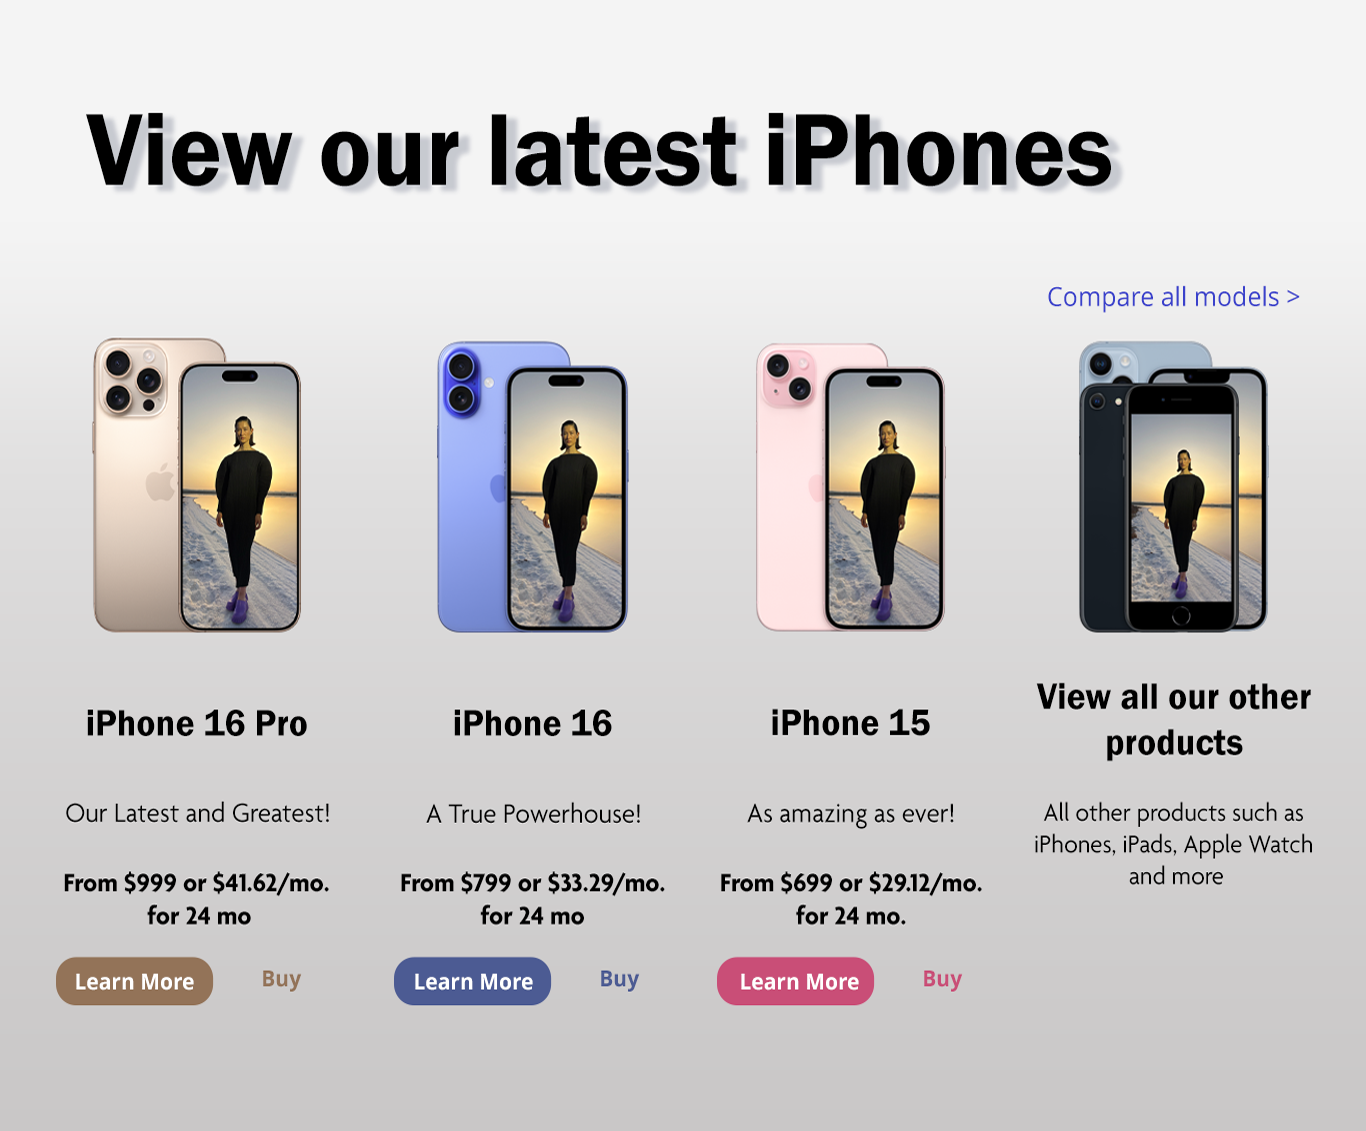 View our latest iPhones
Compare all models >
iPhone 16 Pro
Our Latest and Greatest!
From $999 or $41.62/mo.
for 24 mo
Learn More
Buy
iPhone 16
A True Powerhouse!
From $799 or $33.29/mo.
for 24 mo
Learn More
Buy
iPhone 15
As amazing as ever!
From $699 or $29.12/mo.
for 24 mo.
Learn More
Buy
View all our other
products
All other products such as
iPhones, iPads, Apple Watch
and more